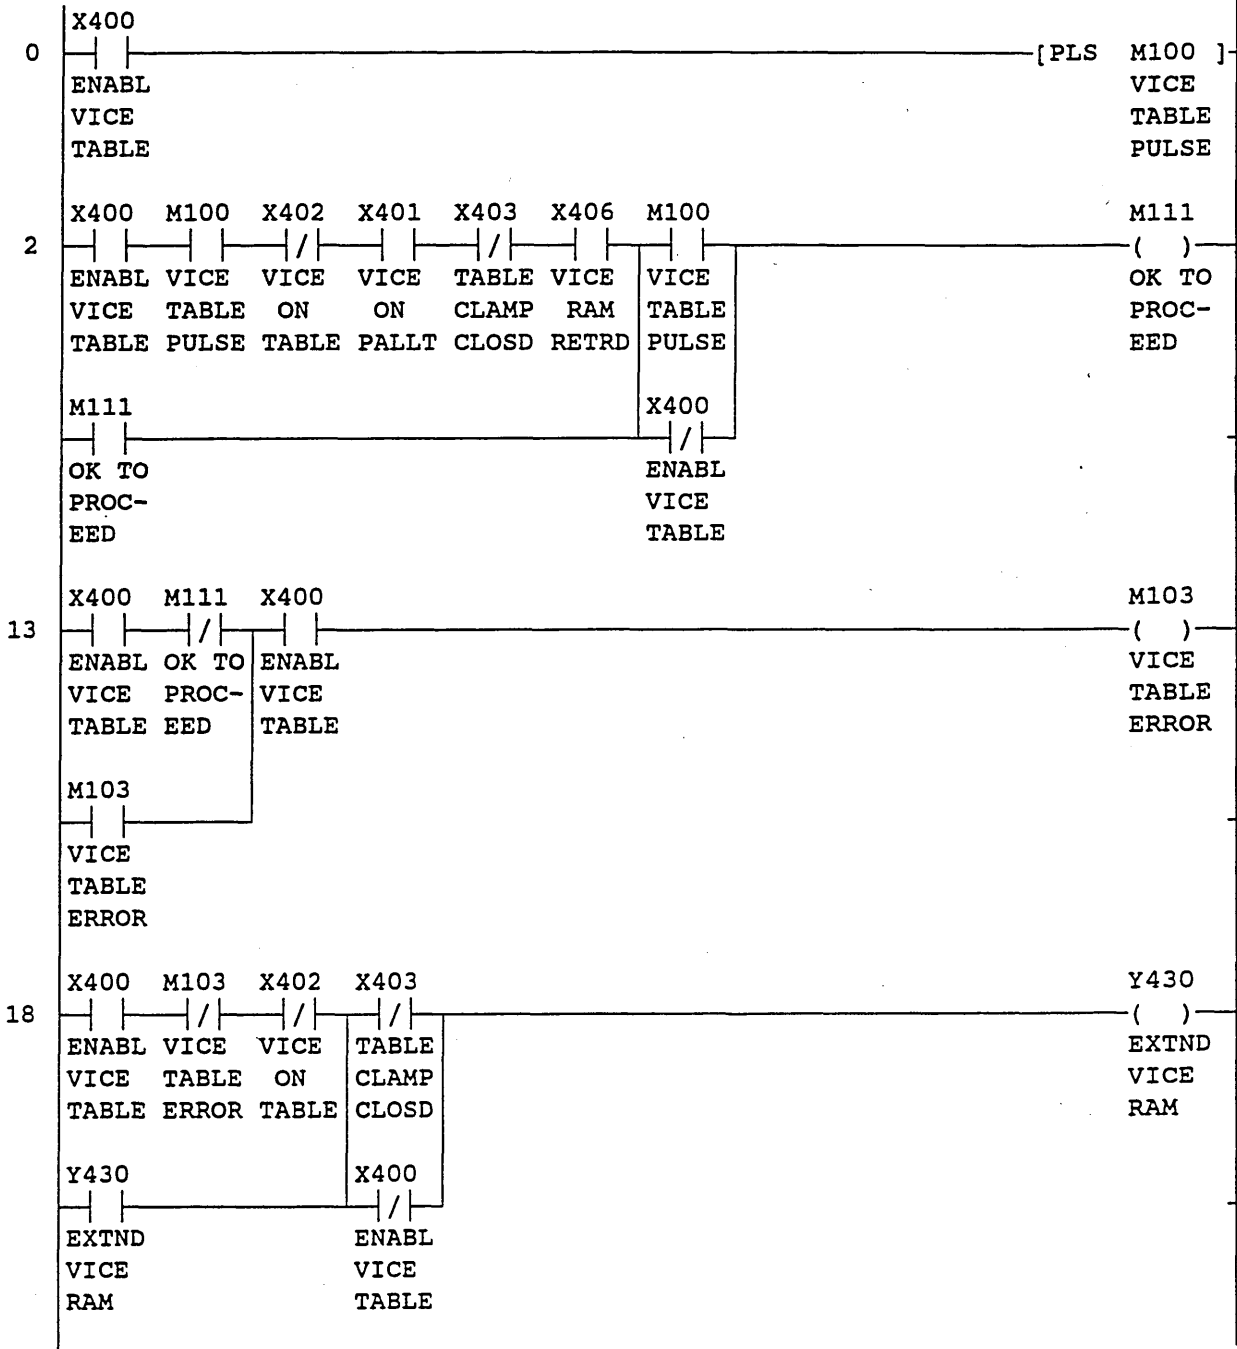 X400
0 [PLS M100 ]
ENABL VICE
VICE TABLE
TABLE PULSE
X400 M100 X402 X401 X403 X406 M100 M111
2 ( )
ENABL VICE VICE VICE TABLE VICE VICE OK TO
VICE TABLE ON ON CLAMP RAM TABLE PROC-
TABLE PULSE TABLE PALLT CLOSD RETRD PULSE EED
M111 X400
OK TO ENABL
PROC- VICE
EED TABLE
X400 M111 X400 M103
13 ( )
ENABL OK TO ENABL VICE
VICE PROC- VICE TABLE
TABLE EED TABLE ERROR
M103
VICE
TABLE
ERROR
X400 M103 X402 X403 Y430
18 ( )
ENABL VICE VICE TABLE EXTND
VICE TABLE ON CLAMP VICE
TABLE ERROR TABLE CLOSD RAM
Y430 X400
EXTND ENABL
VICE VICE
RAM TABLE